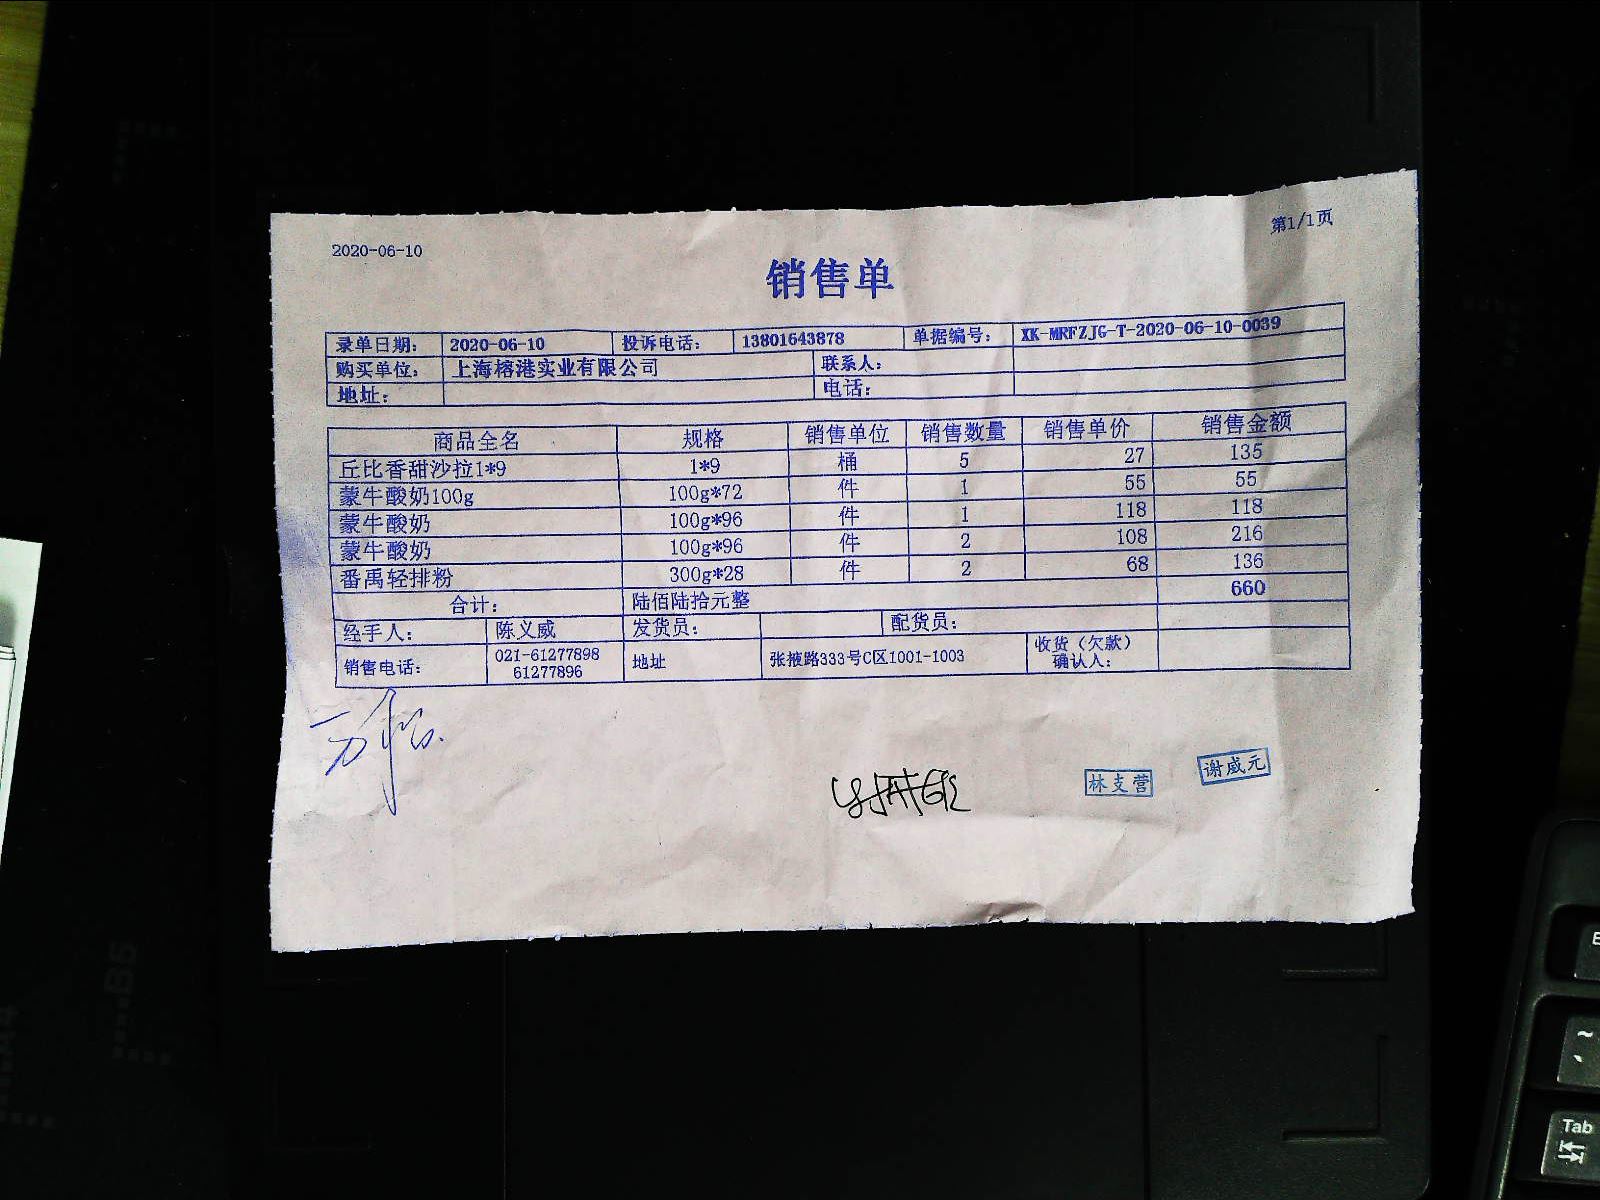 第1/1页
2020-06-10
销售单
录单日期: 2020-06-10 投诉电话: 13801643878 单据编号: XK-MRFZJG-T-2020-06-10-0039
购买单位: 上海榕港实业有限公司 联系人:
地址: 电话:
商品全名 规格 销售单位 销售数量 销售单价 销售金额
丘比香甜沙拉1*9 1*9 桶 5 27 135
蒙牛酸奶100g 100g*72 件 1 55 55
蒙牛酸奶 100g*96 件 1 118 118
蒙牛酸奶 100g*96 件 2 108 216
番禹轻排粉 300g*28 件 2 68 136
合计: 陆佰陆拾元整 660
经手人: 陈义威 发货员: 配货员:
销售电话: 021-61277898 61277896 地址 张掖路333号C区1001-1003 收货（欠款）确认人:
林支营 谢威元
Tab